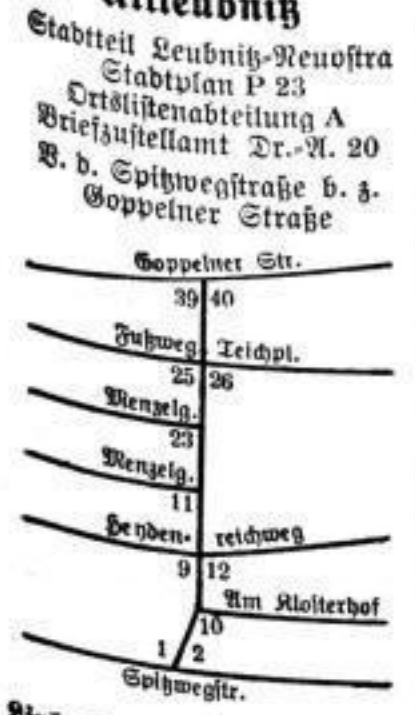 Altleubnitz
Stadtteil Leubnitz-Neuostra
Stadtplan P 23
Ortslistenabteilung A
Briefzustellamt Dr.-A. 20
V. d. Spitzwegstraße b. z.
Goppelner Straße
Goppelner Str.
39 40
Fußweg Teichpl.
25 26
Menzelg.
23
Menzelg.
11
Heyden- reichweg
9 12
Am Klosterhof
10
1 2
Spitzwegstr.